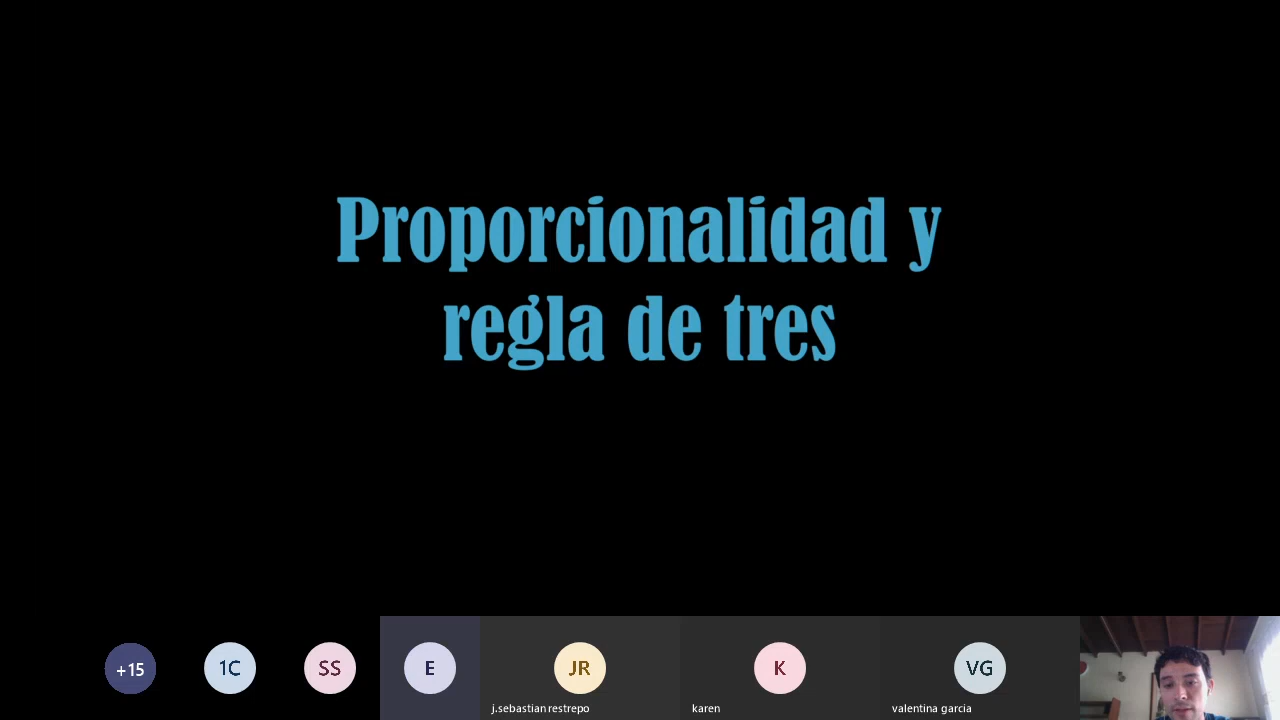 Proporcionalidad y
regla de tres
+15
1C
SS
E
JR
K
VG
j.sebastian restrepo
karen
valentina garcia